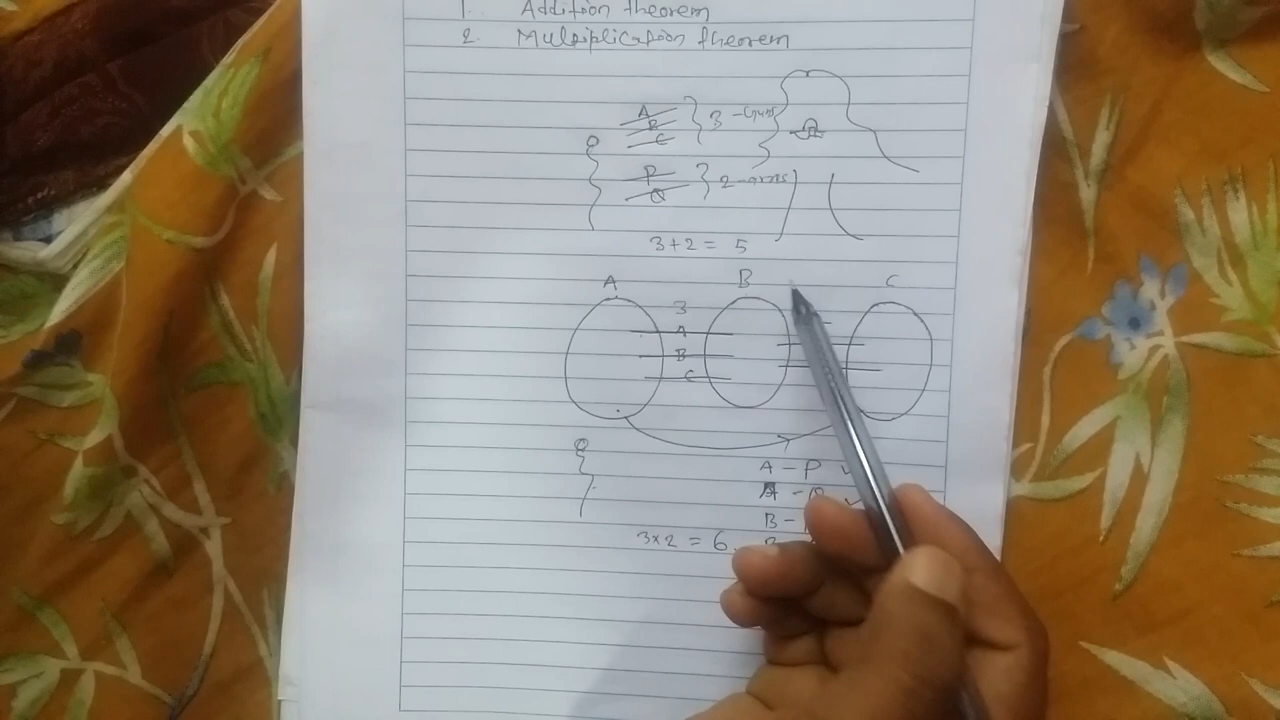 1. Addition theorem
2. Multiplication theorem
A
B
C
3 -
P
Q
2 -
3+2 = 5
A B C
3
A
B
C
A - P ✓
A - Q ✓
B -
3×2 = 6. B